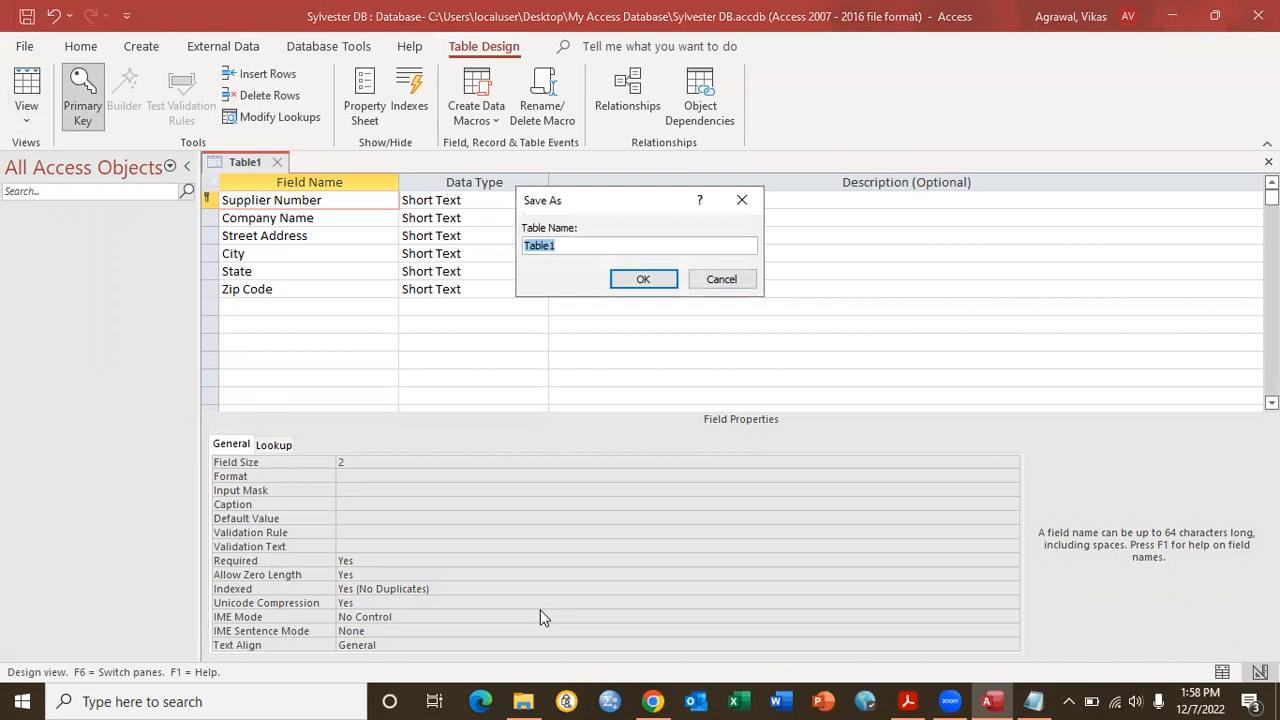 Sylvester DB : Database- C:\Users\localuser\Desktop\My Access Database\Sylvester DB.accdb (Access 2007 - 2016 file format) - Access
Agrawal, Vikas
AV
File
Home
Create
External Data
Database Tools
Help
Table Design
Tell me what you want to do
View
Primary Key
Builder
Test Validation Rules
Insert Rows
Delete Rows
Modify Lookups
Property Sheet
Indexes
Create Data Macros
Rename/ Delete Macro
Relationships
Object Dependencies
Views
Tools
Show/Hide
Field, Record & Table Events
Relationships
All Access Objects
Search...
Table1
Field Name
Data Type
Description (Optional)
Supplier Number
Short Text
Company Name
Short Text
Street Address
Short Text
City
Short Text
State
Short Text
Zip Code
Short Text
Save As
?
Table Name:
Table1
OK
Cancel
Field Properties
General
Lookup
Field Size
2
Format
Input Mask
Caption
Default Value
Validation Rule
Validation Text
Required
Yes
Allow Zero Length
Yes
Indexed
Yes (No Duplicates)
Unicode Compression
Yes
IME Mode
No Control
IME Sentence Mode
None
Text Align
General
A field name can be up to 64 characters long,
including spaces. Press F1 for help on field
names.
Design view. F6 = Switch panes. F1 = Help.
Type here to search
zoom
1:58 PM
12/7/2022